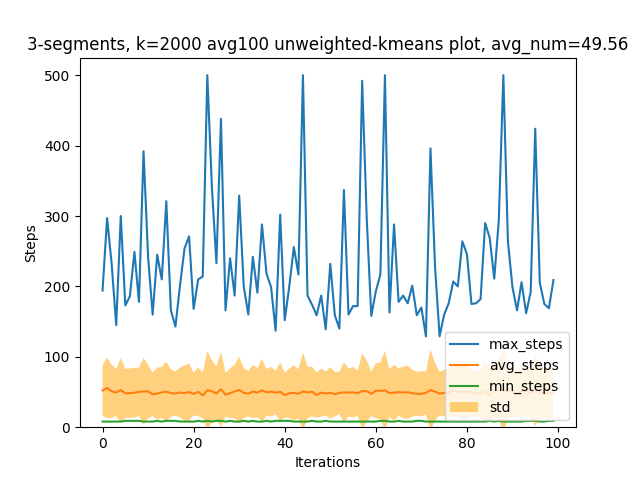 3-segments, k=2000 avg100 unweighted-kmeans plot, avg_num=49.56
500
400
300
200
100
0
Steps
0
20
40
60
80
100
Iterations
max_steps
avg_steps
min_steps
std